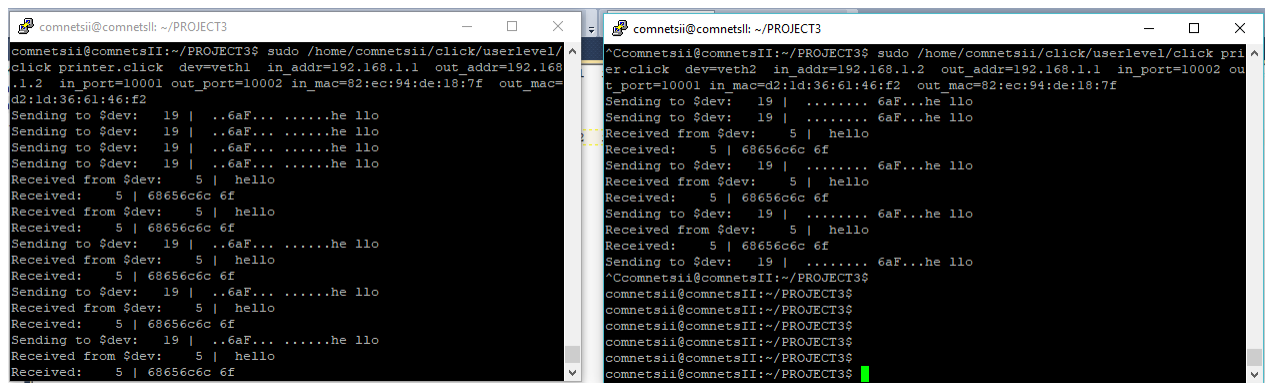 comnetsii@comnetsll: ~/PROJECT3
comnetsii@comnetsII:~/PROJECT3$ sudo /home/comnetsii/click/userlevel/
click printer.click  dev=veth1  in_addr=192.168.1.1  out_addr=192.168
.1.2  in_port=10001 out_port=10002 in_mac=82:ec:94:de:18:7f  out_mac=
d2:1d:36:61:46:f2
Sending to $dev:   19 |  ..6aF... ......he llo
Sending to $dev:   19 |  ..6aF... ......he llo
Sending to $dev:   19 |  ..6aF... ......he llo
Sending to $dev:   19 |  ..6aF... ......he llo
Received from $dev:    5 |  hello
Received:    5 | 68656c6c 6f
Received from $dev:    5 |  hello
Received:    5 | 68656c6c 6f
Sending to $dev:   19 |  ..6aF... ......he llo
Received from $dev:    5 |  hello
Received:    5 | 68656c6c 6f
Sending to $dev:   19 |  ..6aF... ......he llo
Received from $dev:    5 |  hello
Received:    5 | 68656c6c 6f
Sending to $dev:   19 |  ..6aF... ......he llo
Received from $dev:    5 |  hello
Received:    5 | 68656c6c 6f
comnetsii@comnetsll: ~/PROJECT3
^Ccomnetsii@comnetsII:~/PROJECT3$ sudo /home/comnetsii/click/userlevel/click prin
er.click  dev=veth2  in_addr=192.168.1.2  out_addr=192.168.1.1  in_port=10002 ou
t_port=10001 in_mac=d2:1d:36:61:46:f2  out_mac=82:ec:94:de:18:7f
Sending to $dev:   19 |  ........ 6aF...he llo
Sending to $dev:   19 |  ........ 6aF...he llo
Received from $dev:    5 |  hello
Received:    5 | 68656c6c 6f
Sending to $dev:   19 |  ........ 6aF...he llo
Received from $dev:    5 |  hello
Received:    5 | 68656c6c 6f
Sending to $dev:   19 |  ........ 6aF...he llo
Received from $dev:    5 |  hello
Received:    5 | 68656c6c 6f
Sending to $dev:   19 |  ........ 6aF...he llo
^Ccomnetsii@comnetsII:~/PROJECT3$
comnetsii@comnetsII:~/PROJECT3$
comnetsii@comnetsII:~/PROJECT3$
comnetsii@comnetsII:~/PROJECT3$
comnetsii@comnetsII:~/PROJECT3$
comnetsii@comnetsII:~/PROJECT3$
comnetsii@comnetsII:~/PROJECT3$